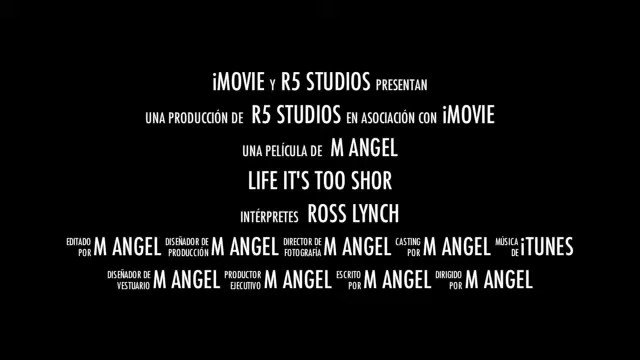 iMOVIE Y R5 STUDIOS PRESENTAN
UNA PRODUCCIÓN DE R5 STUDIOS EN ASOCIACIÓN CON iMOVIE
UNA PELÍCULA DE M ANGEL
LIFE IT'S TOO SHOR
INTÉRPRETES ROSS LYNCH
EDITADO POR M ANGEL DISEÑADOR DE PRODUCCIÓN M ANGEL DIRECTOR DE FOTOGRAFÍA M ANGEL CASTING POR M ANGEL MÚSICA DE iTUNES
DISEÑADOR DE VESTUARIO M ANGEL PRODUCTOR EJECUTIVO M ANGEL ESCRITO POR M ANGEL DIRIGIDO POR M ANGEL